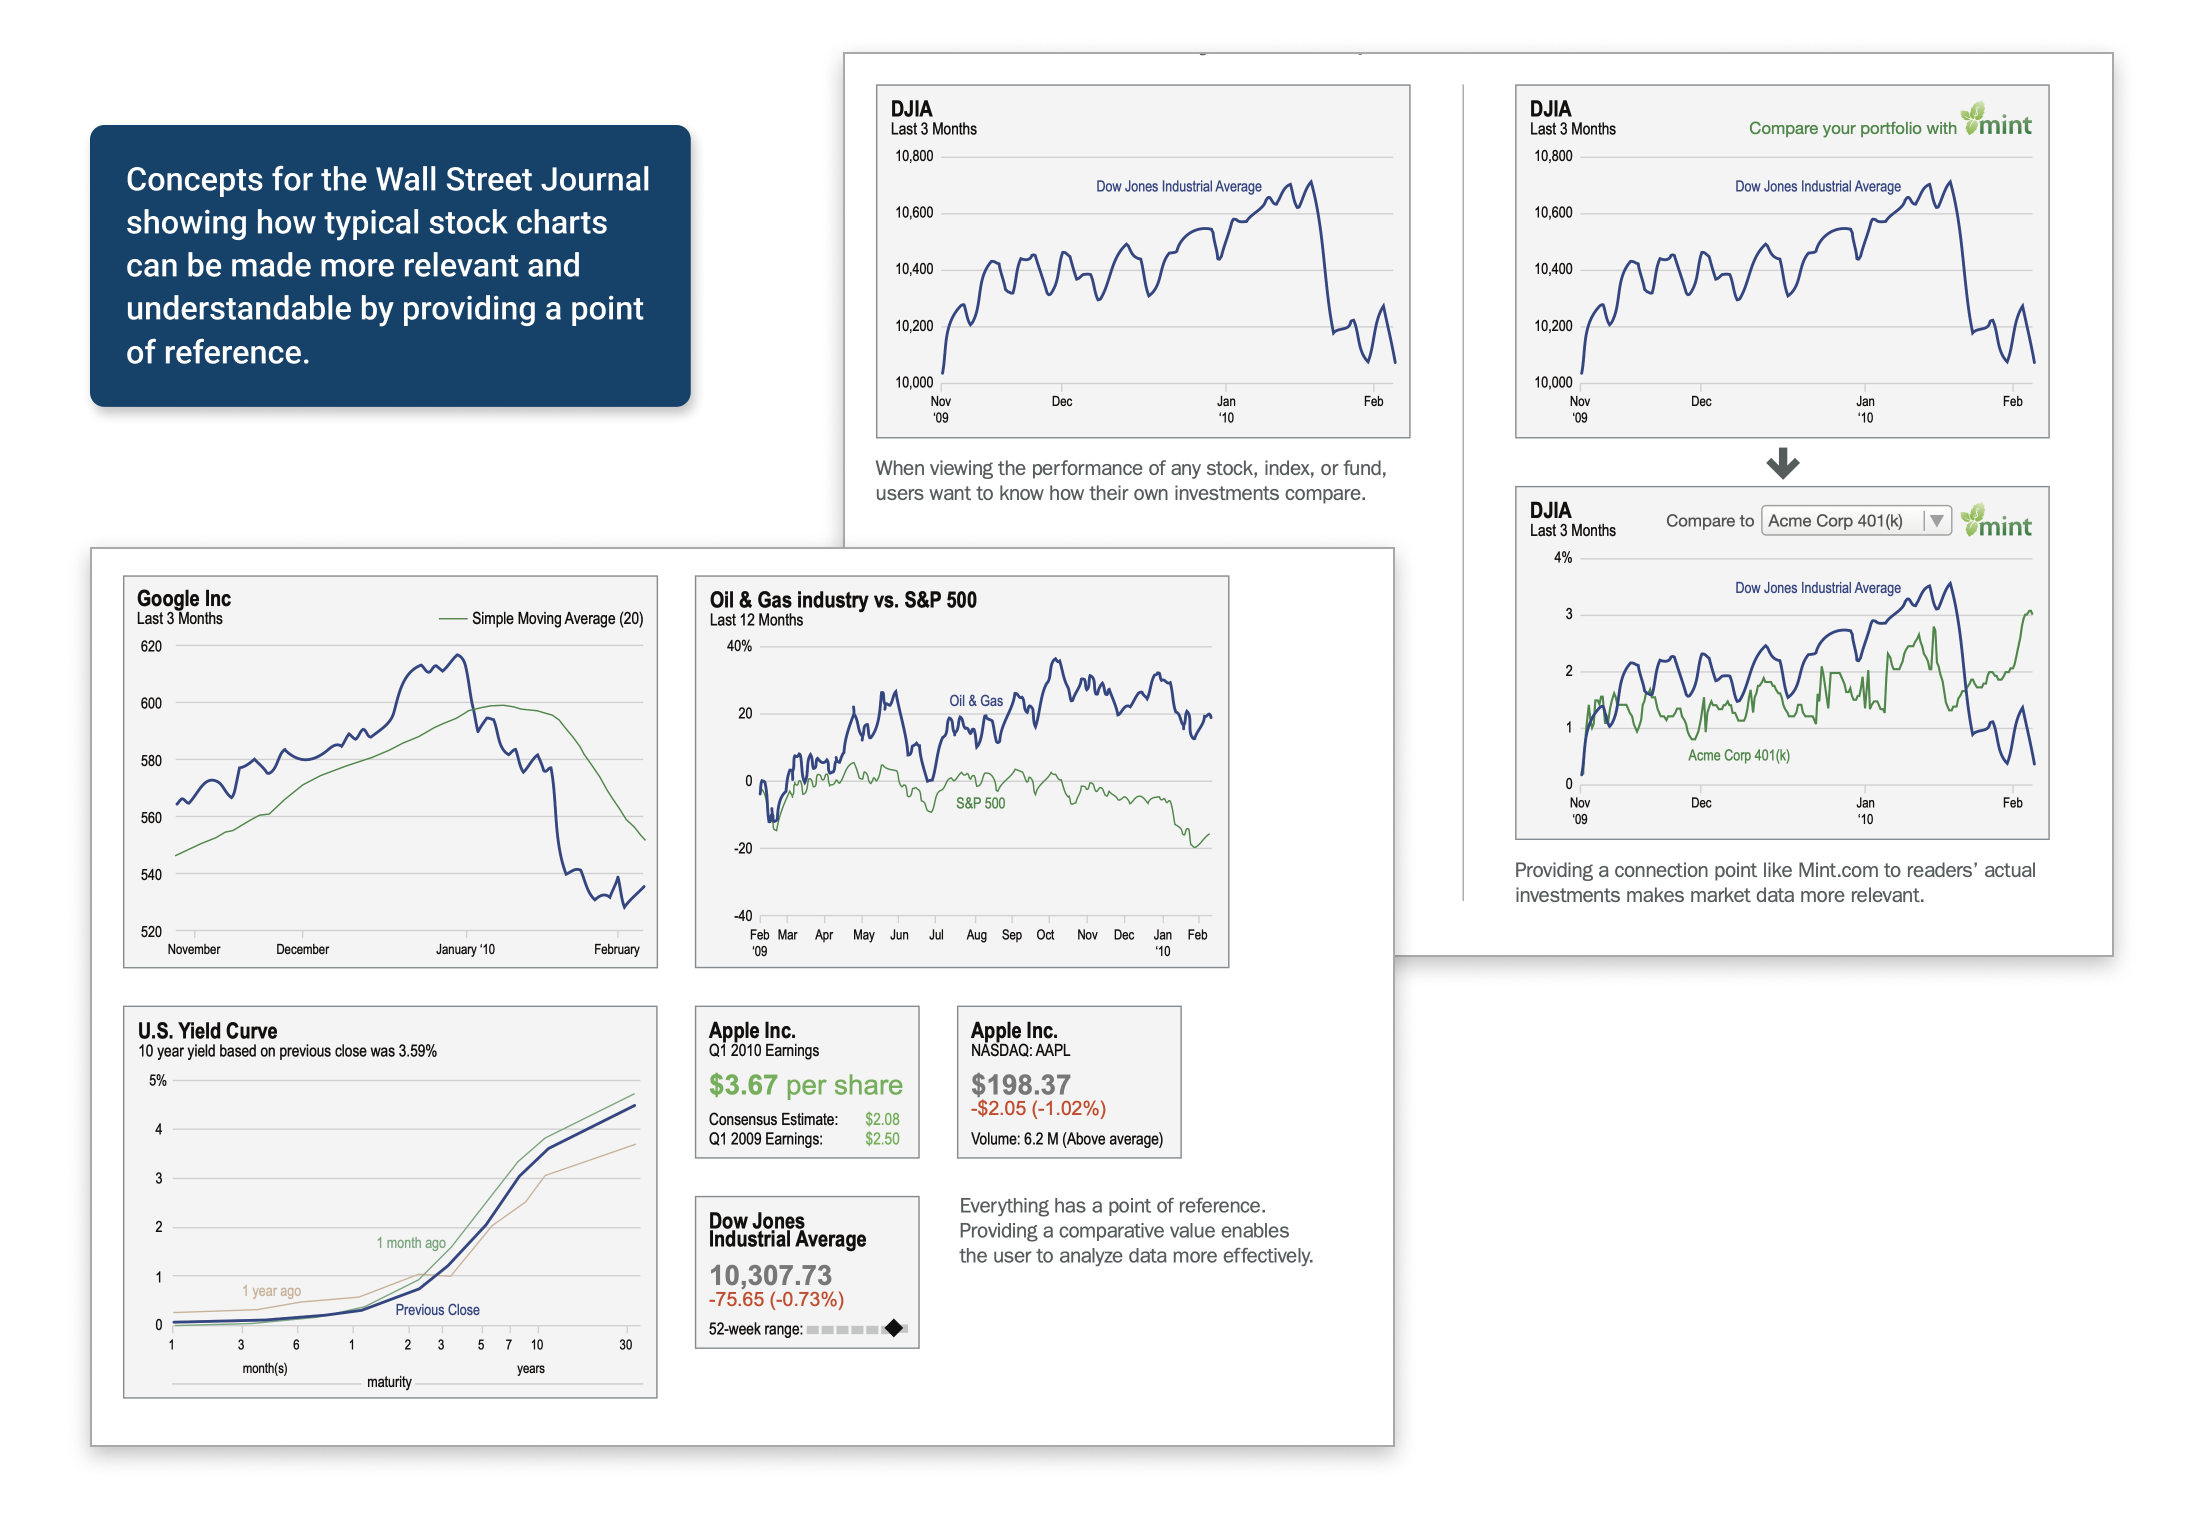 Concepts for the Wall Street Journal
showing how typical stock charts
can be made more relevant and
understandable by providing a point
of reference.
DJIA
Last 3 Months
10,800
10,600
10,400
10,200
10,000
Dow Jones Industrial Average
Nov Dec Jan Feb
‘09 ‘10
When viewing the performance of any stock, index, or fund,
users want to know how their own investments compare.
DJIA
Last 3 Months
Compare your portfolio with mint
10,800
10,600
10,400
10,200
10,000
Dow Jones Industrial Average
Nov Dec Jan Feb
‘09 ‘10
DJIA
Last 3 Months
Compare to Acme Corp 401(k) mint
4%
3
2
1
0
Dow Jones Industrial Average
Acme Corp 401(k)
Nov Dec Jan Feb
‘09 ‘10
Providing a connection point like Mint.com to readers’ actual
investments makes market data more relevant.
Google Inc
Last 3 Months
Simple Moving Average (20)
620
600
580
560
540
520
November December January ‘10 February
Oil & Gas industry vs. S&P 500
Last 12 Months
40%
20
0
-20
-40
Oil & Gas
S&P 500
Feb Mar Apr May Jun Jul Aug Sep Oct Nov Dec Jan Feb
‘09 ‘10
U.S. Yield Curve
10 year yield based on previous close was 3.59%
5%
4
3
2
1
0
1 month ago
1 year ago
Previous Close
1 3 6 1 2 3 5 7 10 30
month(s) years
maturity
Apple Inc.
Q1 2010 Earnings
$3.67 per share
Consensus Estimate: $2.08
Q1 2009 Earnings: $2.50
Apple Inc.
NASDAQ: AAPL
$198.37
-$2.05 (-1.02%)
Volume: 6.2 M (Above average)
Dow Jones
Industrial Average
10,307.73
-75.65 (-0.73%)
52-week range:
Everything has a point of reference.
Providing a comparative value enables
the user to analyze data more effectively.